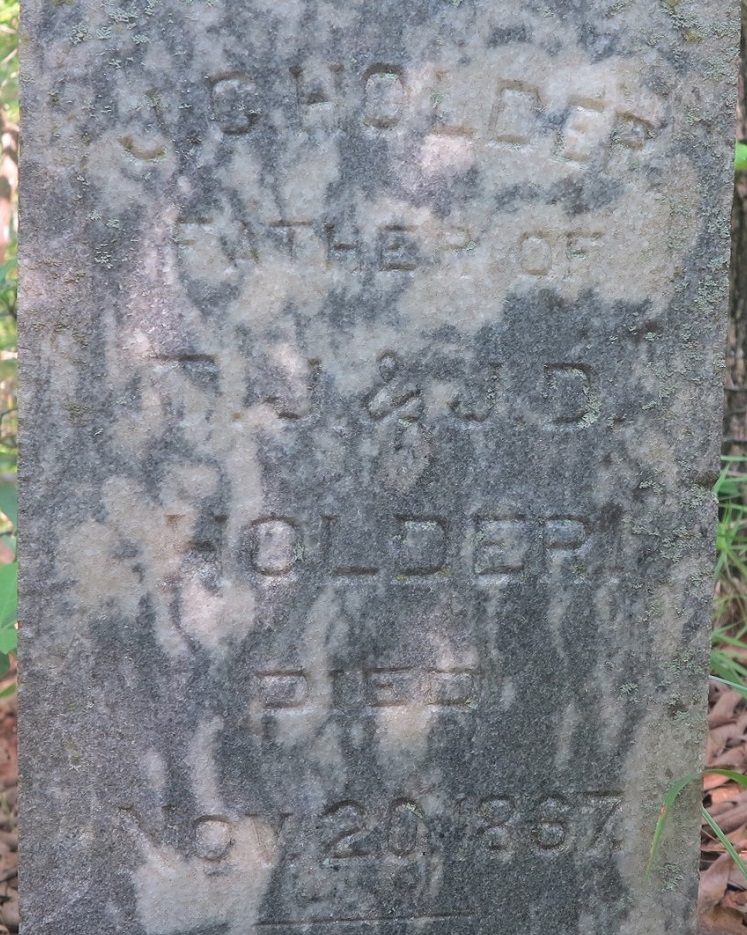 J C HOLDER
FATHER OF
T. J & J. D.
HOLDER.
DIED
NOV. 20, 1867.